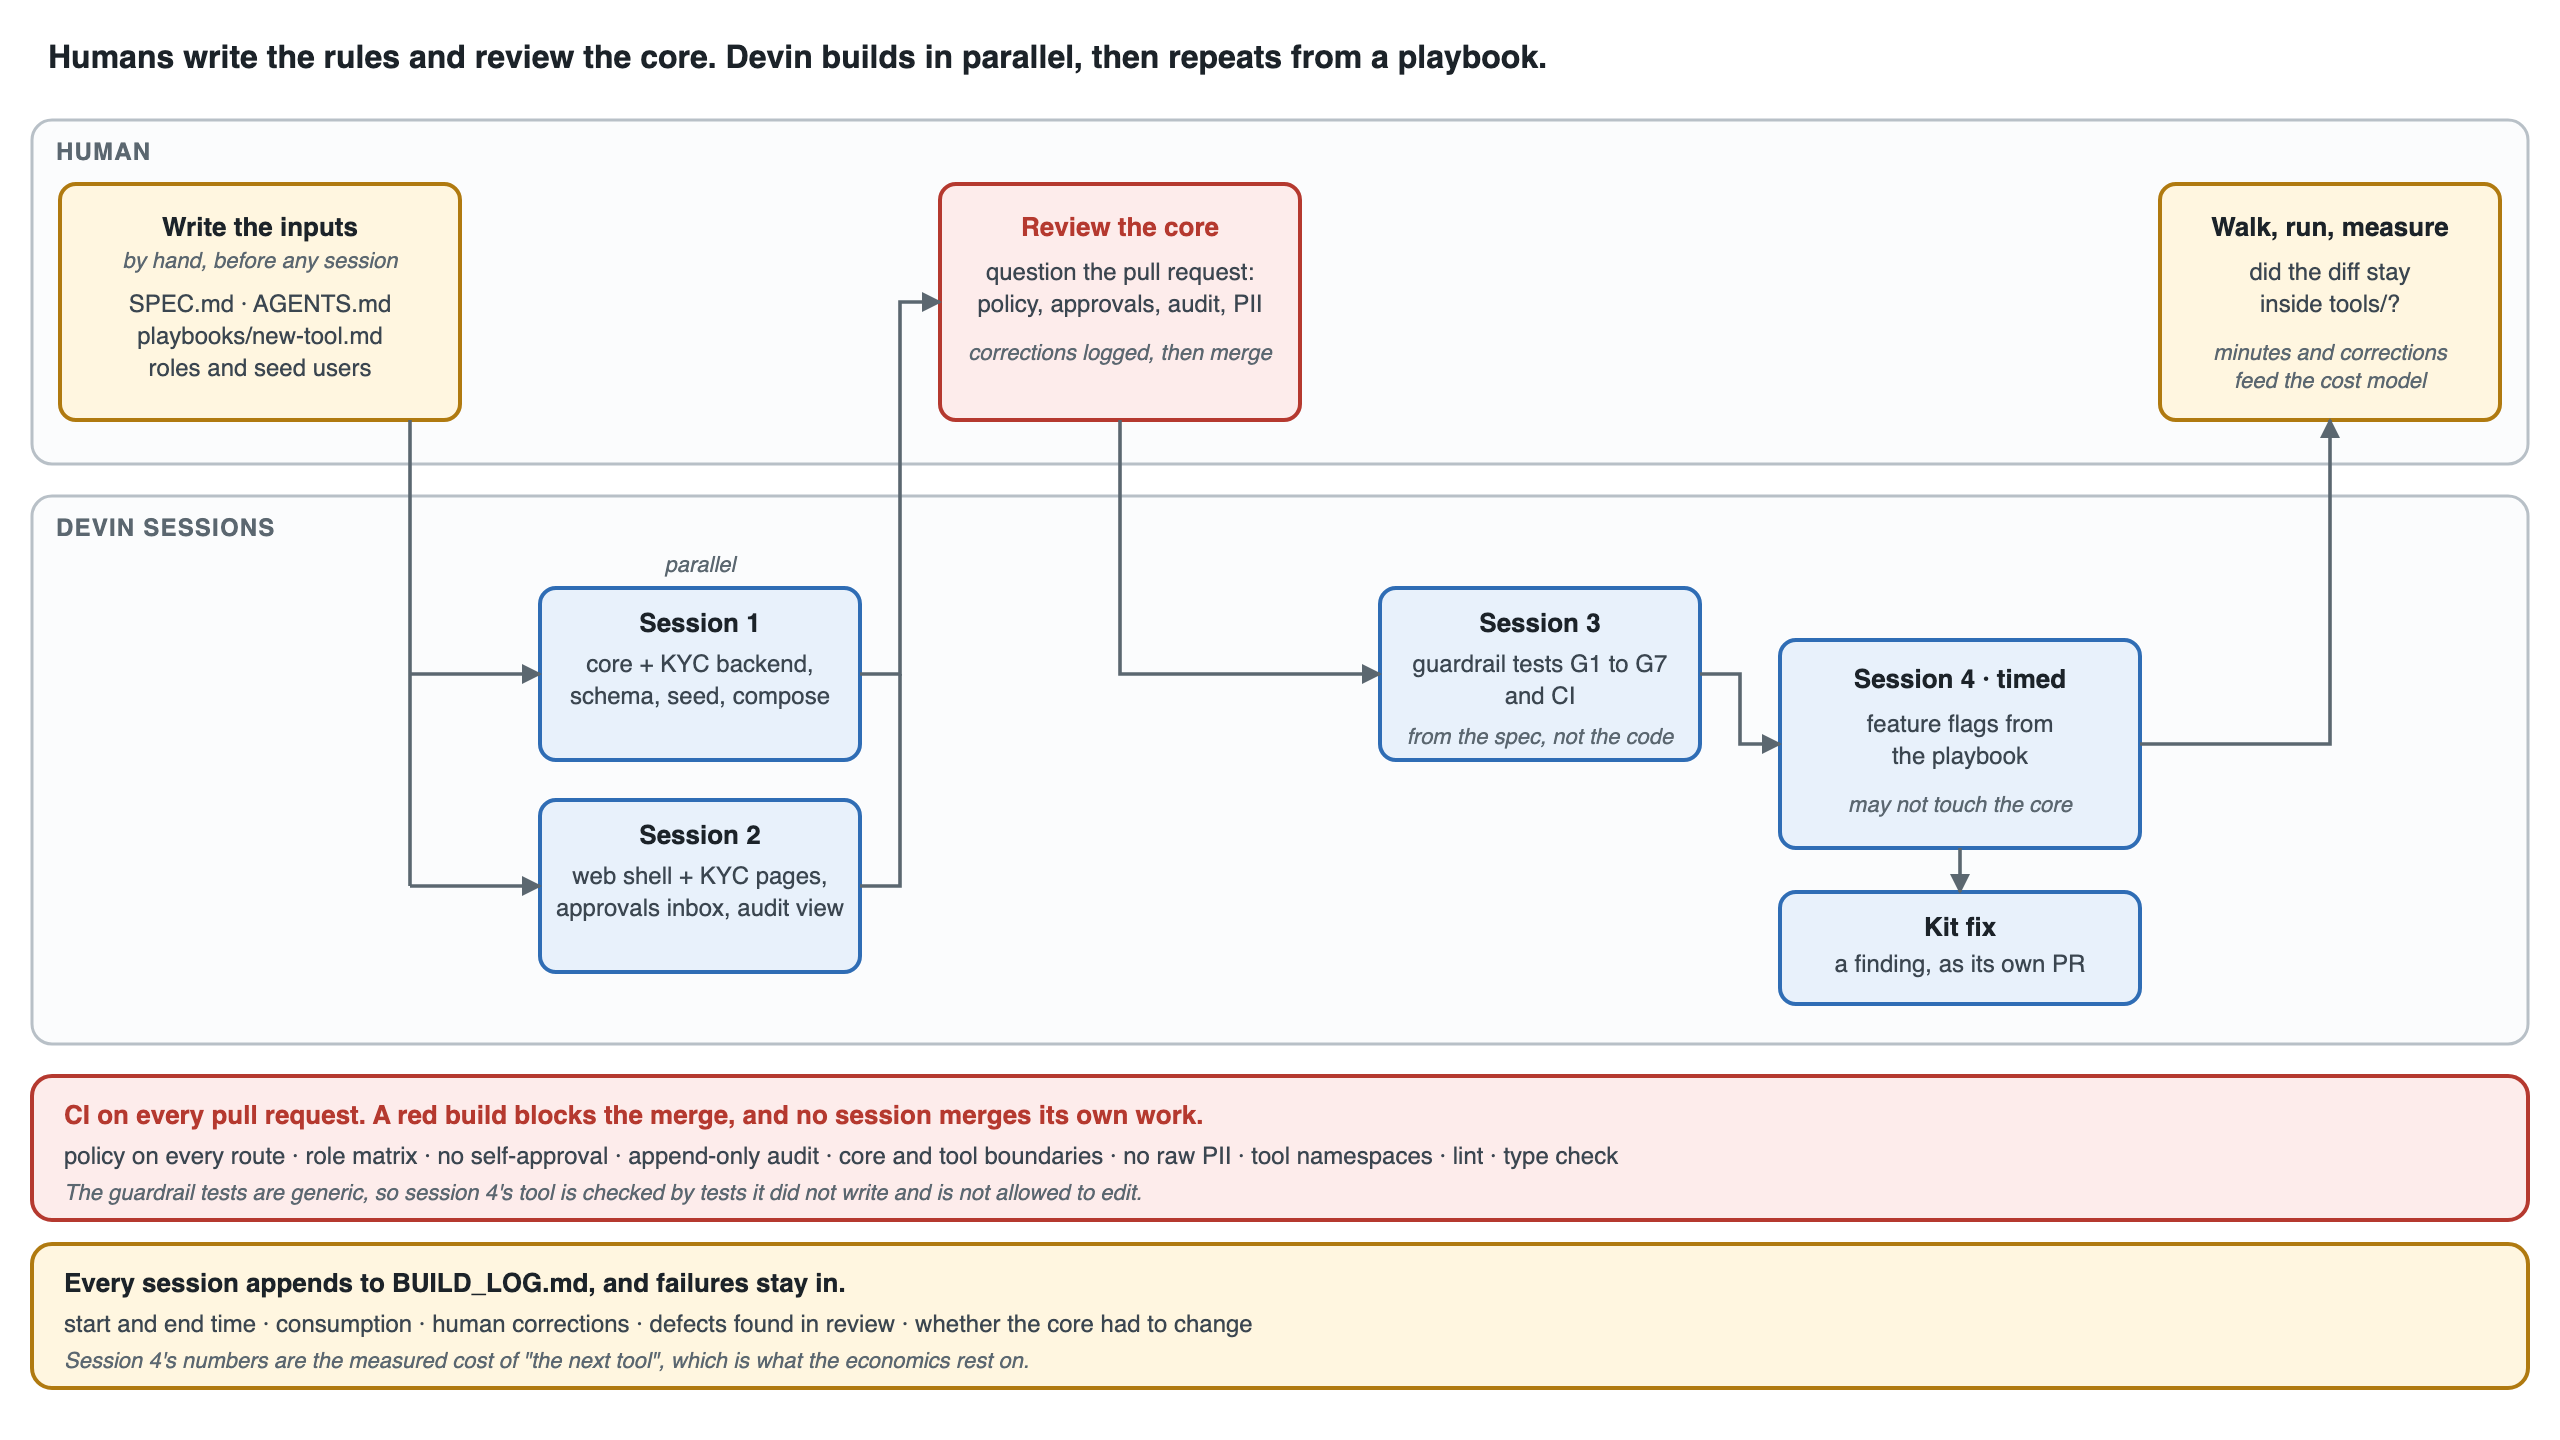 Humans write the rules and review the core. Devin builds in parallel, then repeats from a playbook.
HUMAN
Write the inputs
by hand, before any session
SPEC.md · AGENTS.md
playbooks/new-tool.md
roles and seed users
Review the core
question the pull request:
policy, approvals, audit, PII
corrections logged, then merge
Walk, run, measure
did the diff stay
inside tools/?
minutes and corrections
feed the cost model
DEVIN SESSIONS
parallel
Session 1
core + KYC backend,
schema, seed, compose
Session 2
web shell + KYC pages,
approvals inbox, audit view
Session 3
guardrail tests G1 to G7
and CI
from the spec, not the code
Session 4 · timed
feature flags from
the playbook
may not touch the core
Kit fix
a finding, as its own PR
CI on every pull request. A red build blocks the merge, and no session merges its own work.
policy on every route · role matrix · no self-approval · append-only audit · core and tool boundaries · no raw PII · tool namespaces · lint · type check
The guardrail tests are generic, so session 4's tool is checked by tests it did not write and is not allowed to edit.
Every session appends to BUILD_LOG.md, and failures stay in.
start and end time · consumption · human corrections · defects found in review · whether the core had to change
Session 4's numbers are the measured cost of "the next tool", which is what the economics rest on.